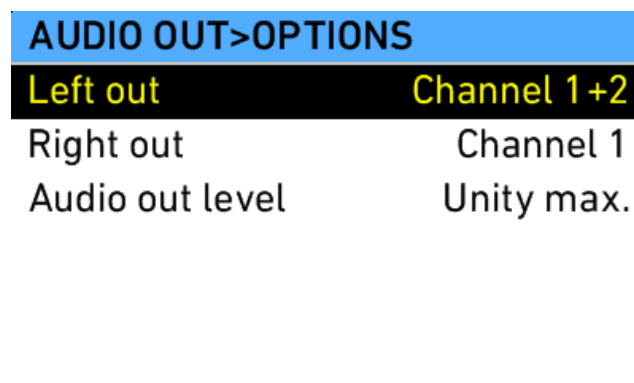 AUDIO OUT>OPTIONS
Left out Channel 1+2
Right out Channel 1
Audio out level Unity max.